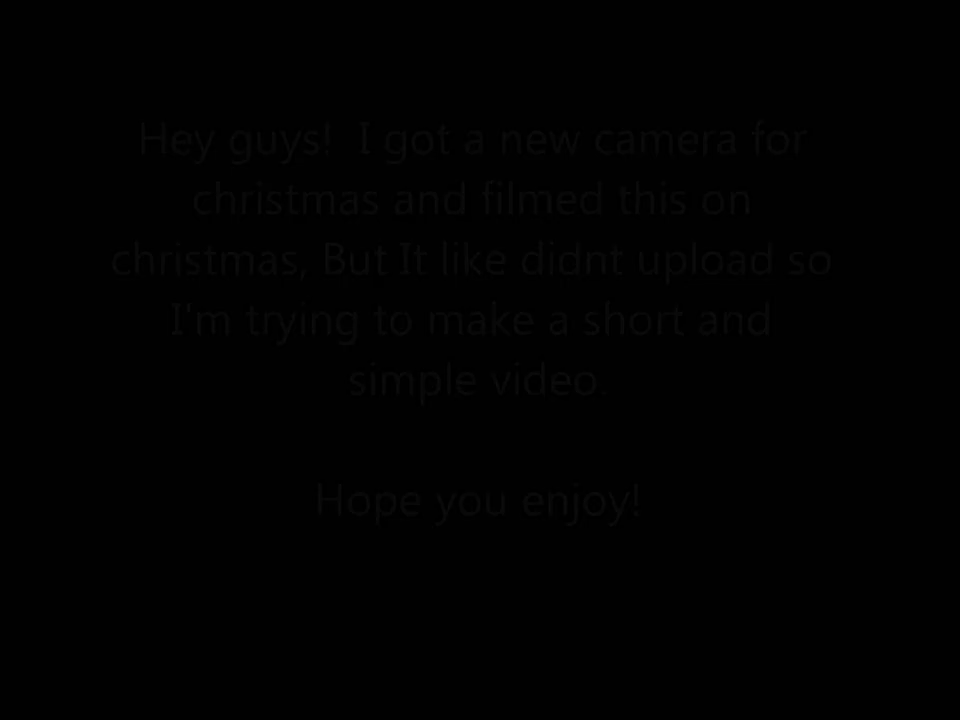 Hey guys!  I got a new camera for
christmas and filmed this on
christmas, But It like didnt upload so
I'm trying to make a short and
simple video.
Hope you enjoy!